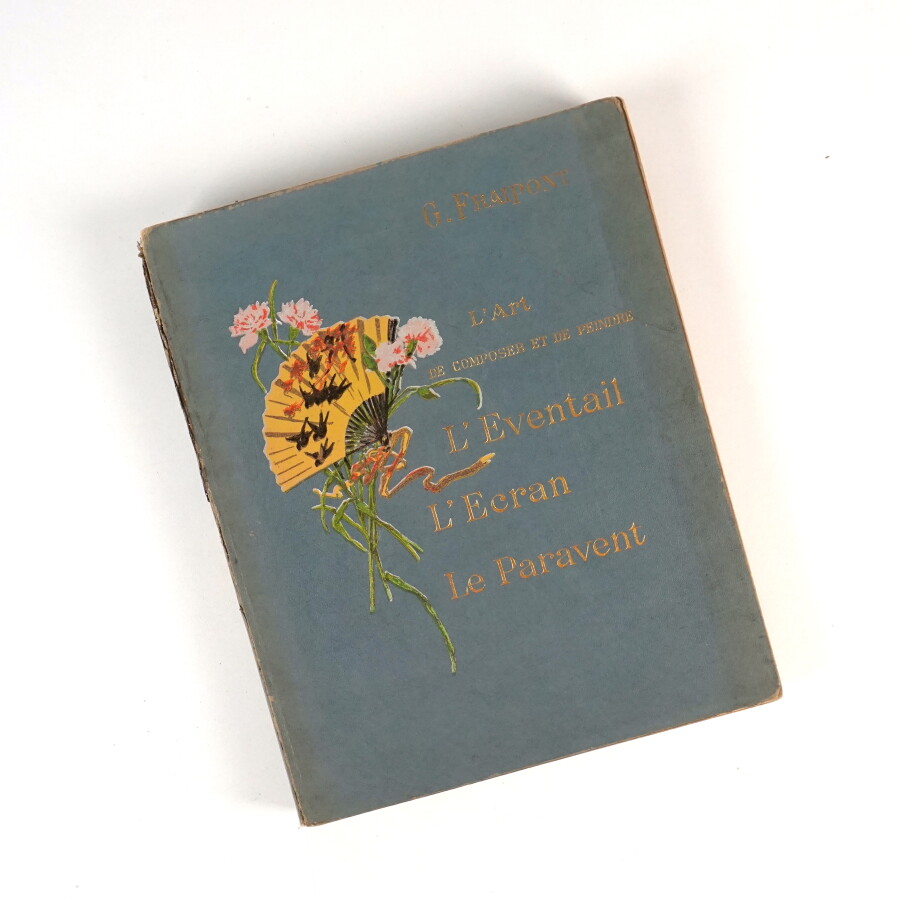 G. FRAIPONT
L'Art
DE COMPOSER ET DE PEINDRE
L'Eventail
L'Ecran
Le Paravent